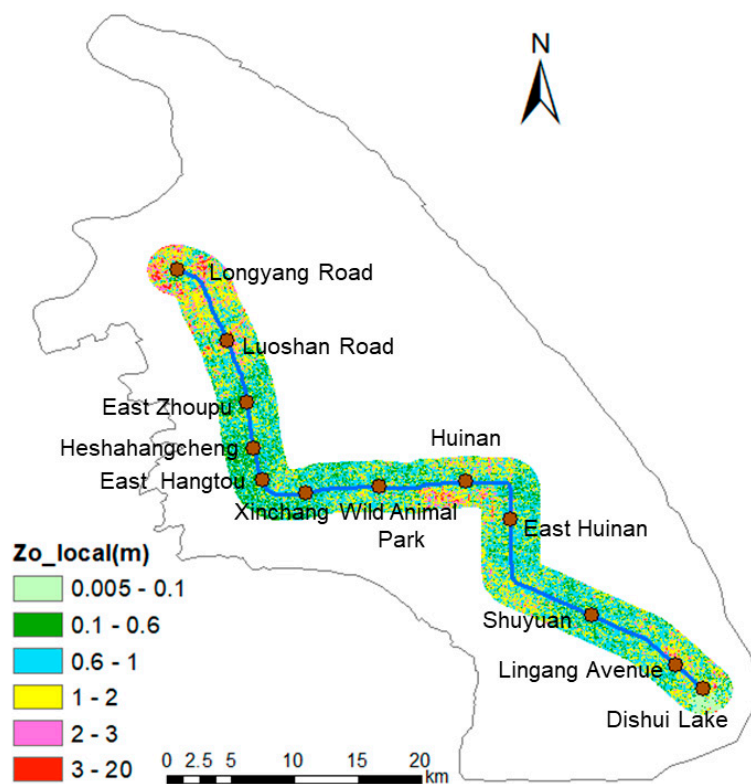 N
Longyang Road
Luoshan Road
East Zhoupu
Heshahangcheng
Huinan
East Hangtou
Xinchang
Wild Animal
Park
East Huinan
Shuyuan
Lingang Avenue
Dishui Lake
Zo_local(m)
0.005 - 0.1
0.1 - 0.6
0.6 - 1
1 - 2
2 - 3
3 - 20
0 2.5 5 10 15 20
km